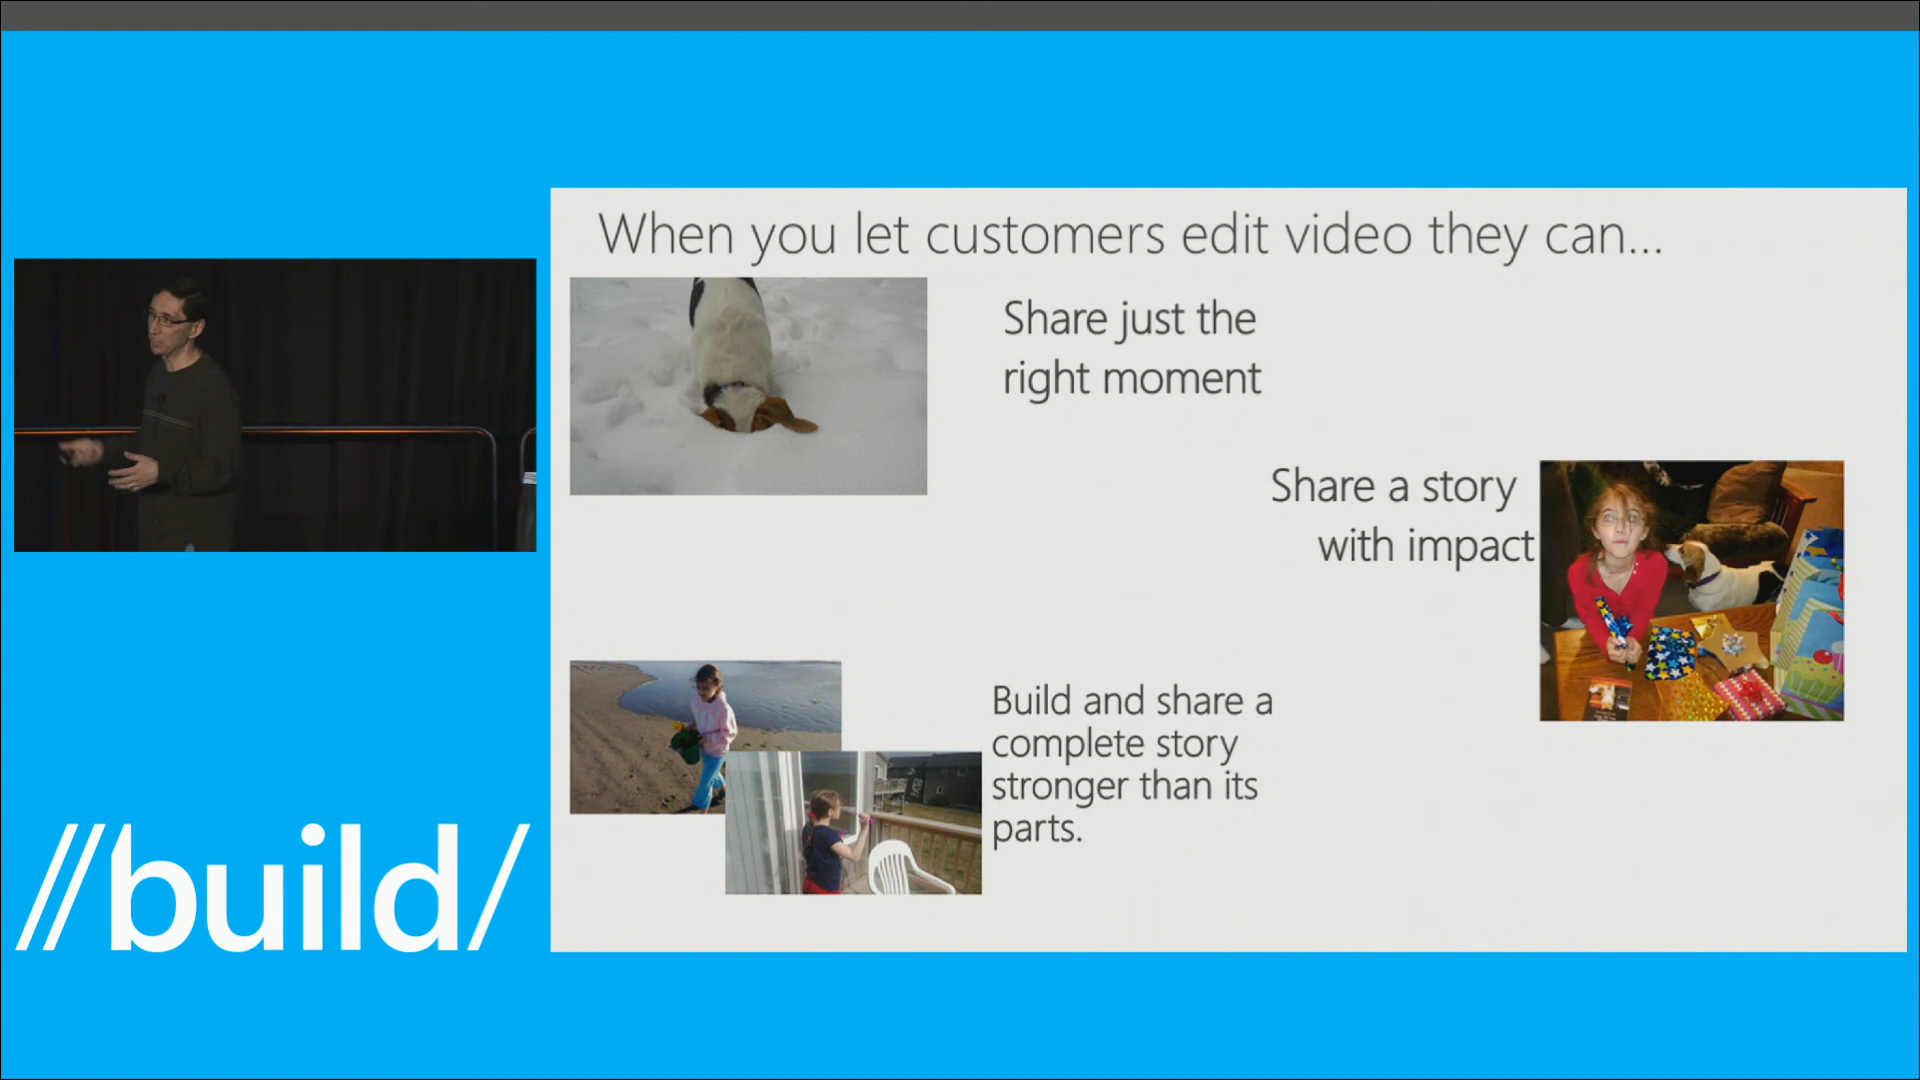 When you let customers edit video they can...
Share just the
right moment
Share a story
with impact
Build and share a
complete story
stronger than its
parts.
//build/